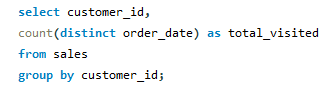 select customer_id,
count(distinct order_date) as total_visited
from sales
group by customer_id;